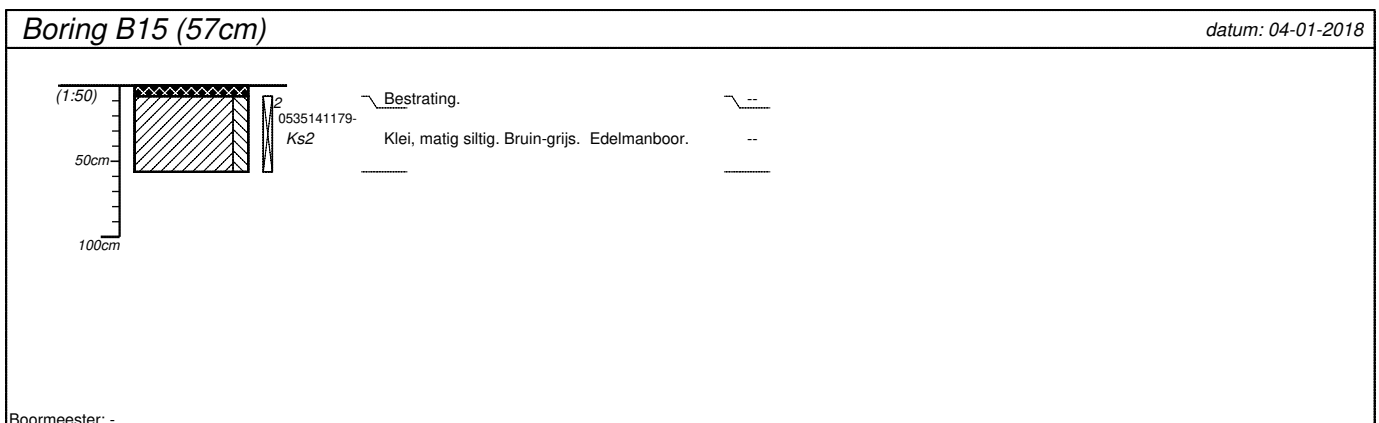 Boring B15 (57cm)
datum: 04-01-2018
(1:50)
2
Bestrating.
--
0535141179-
Ks2
Klei, matig siltig. Bruin-grijs. Edelmanboor.
--
50cm
100cm
Boormeester: -